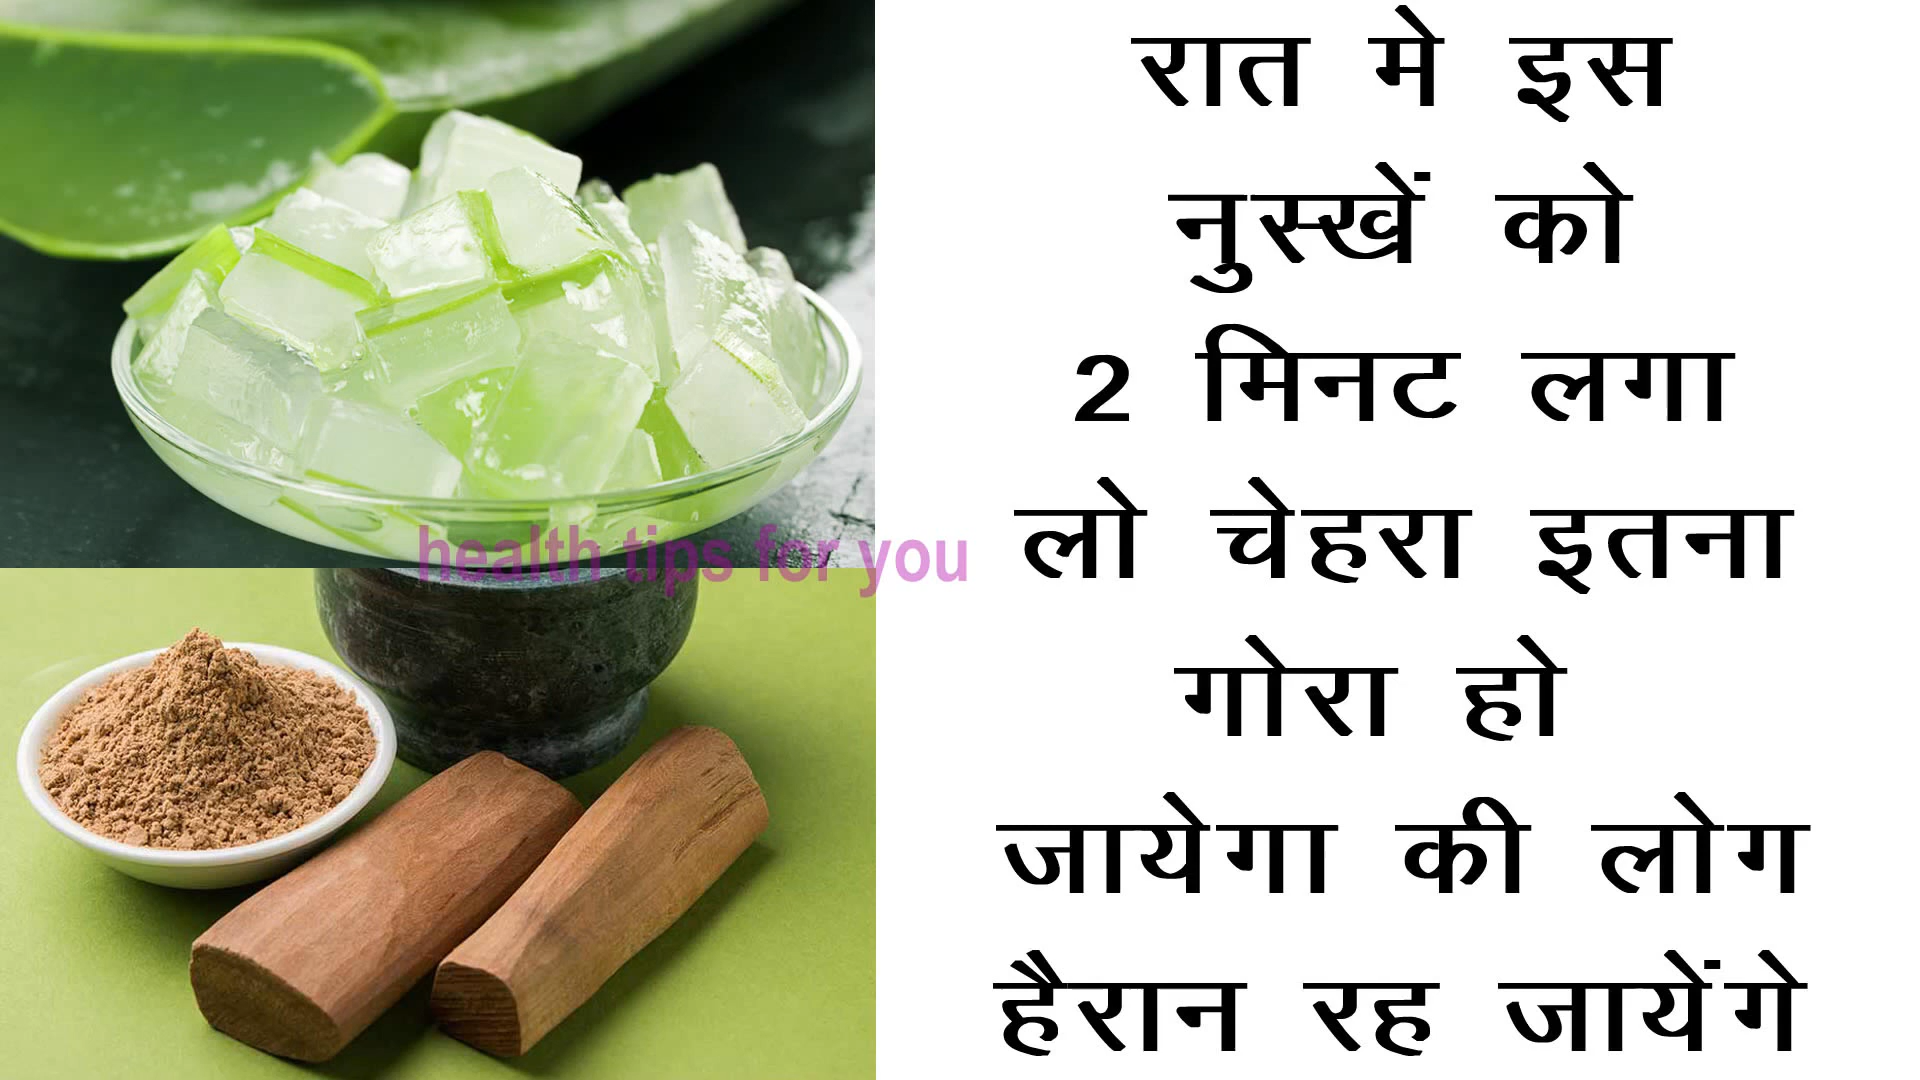 रात मे इस
नुस्खें को
2 मिनट लगा
लो चेहरा इतना
गोरा हो
जायेगा की लोग
हैरान रह जायेंगे
health tips for you